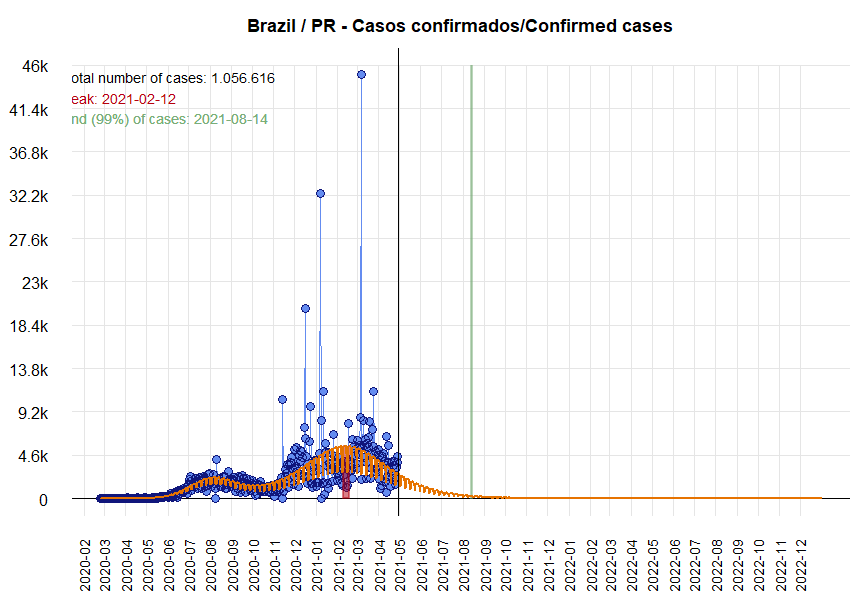 Brazil / PR - Casos confirmados/Confirmed cases
46k
otal number of cases: 1.056.616
eak: 2021-02-12
41.4k
nd (99%) of cases: 2021-08-14
36.8k
32.2k
27.6k
23k
18.4k
13.8k
9.2k
4.6k
0
2020-02
2020-03
2020-04
2020-05
2020-06
2020-07
2020-08
2020-09
2020-10
2020-11
2020-12
2021-01
2021-02
2021-03
2021-04
2021-05
2021-06
2021-07
2021-08
2021-09
2021-10
2021-11
2021-12
2022-01
2022-02
2022-03
2022-04
2022-05
2022-06
2022-07
2022-08
2022-09
2022-10
2022-11
2022-12